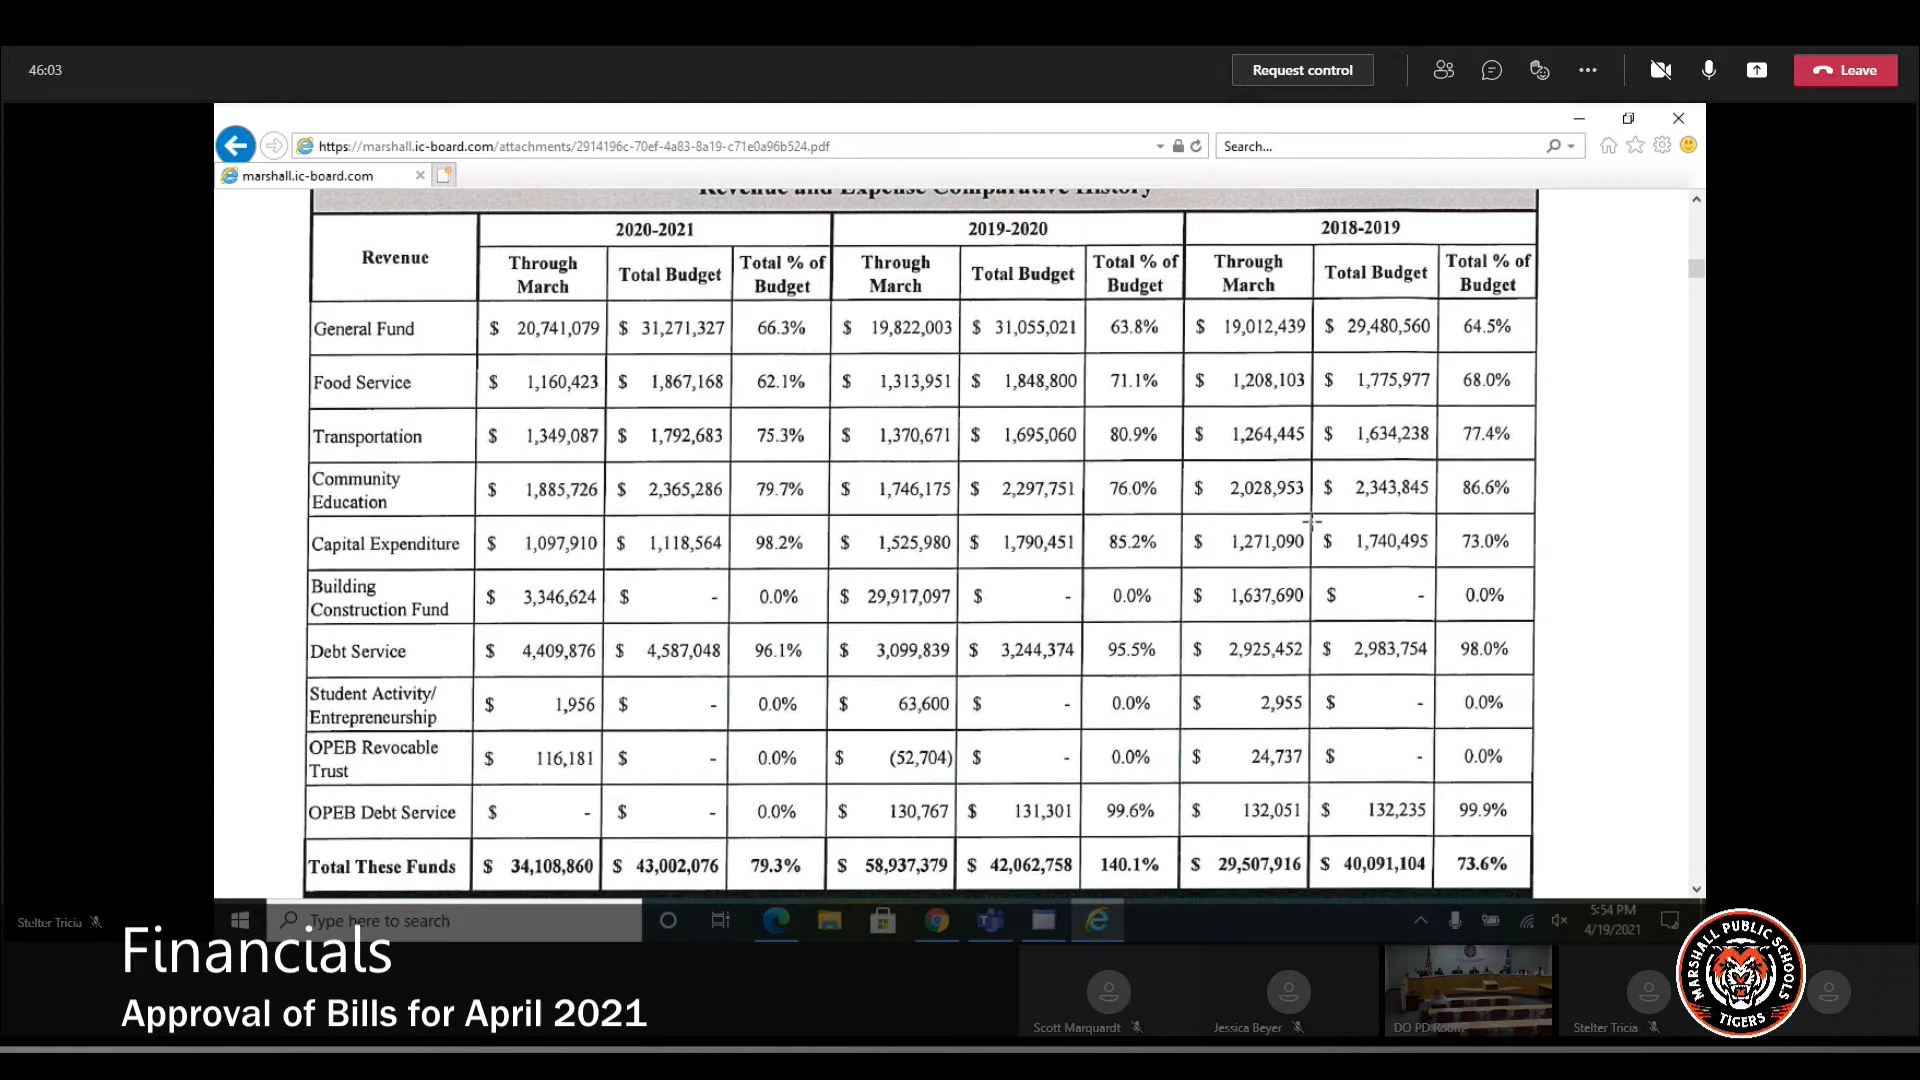 46:03
Request control
Leave
https://marshall.ic-board.com/attachments/2914196c-70ef-4a83-8a19-c71e0a96b524.pdf
Search...
marshall.ic-board.com
Revenue and Expense Comparative History
Revenue 2020-2021 2019-2020 2018-2019
Through March Total Budget Total % of Budget Through March Total Budget Total % of Budget Through March Total Budget Total % of Budget
General Fund $ 20,741,079 $ 31,271,327 66.3% $ 19,822,003 $ 31,055,021 63.8% $ 19,012,439 $ 29,480,560 64.5%
Food Service $ 1,160,423 $ 1,867,168 62.1% $ 1,313,951 $ 1,848,800 71.1% $ 1,208,103 $ 1,775,977 68.0%
Transportation $ 1,349,087 $ 1,792,683 75.3% $ 1,370,671 $ 1,695,060 80.9% $ 1,264,445 $ 1,634,238 77.4%
Community Education $ 1,885,726 $ 2,365,286 79.7% $ 1,746,175 $ 2,297,751 76.0% $ 2,028,953 $ 2,343,845 86.6%
Capital Expenditure $ 1,097,910 $ 1,118,564 98.2% $ 1,525,980 $ 1,790,451 85.2% $ 1,271,090 $ 1,740,495 73.0%
Building Construction Fund $ 3,346,624 $ - 0.0% $ 29,917,097 $ - 0.0% $ 1,637,690 $ - 0.0%
Debt Service $ 4,409,876 $ 4,587,048 96.1% $ 3,099,839 $ 3,244,374 95.5% $ 2,925,452 $ 2,983,754 98.0%
Student Activity/ Entrepreneurship $ 1,956 $ - 0.0% $ 63,600 $ - 0.0% $ 2,955 $ - 0.0%
OPEB Revocable Trust $ 116,181 $ - 0.0% $ (52,704) $ - 0.0% $ 24,737 $ - 0.0%
OPEB Debt Service $ - $ - 0.0% $ 130,767 $ 131,301 99.6% $ 132,051 $ 132,235 99.9%
Total These Funds $ 34,108,860 $ 43,002,076 79.3% $ 58,937,379 $ 42,062,758 140.1% $ 29,507,916 $ 40,091,104 73.6%
Stelter Tricia
Type here to search
5:54 PM
4/19/2021
Financials
Approval of Bills for April 2021
Scott Marquardt
Jessica Beyer
DO PD Room
Stelter Tricia
MARSHALL PUBLIC SCHOOLS
TIGERS